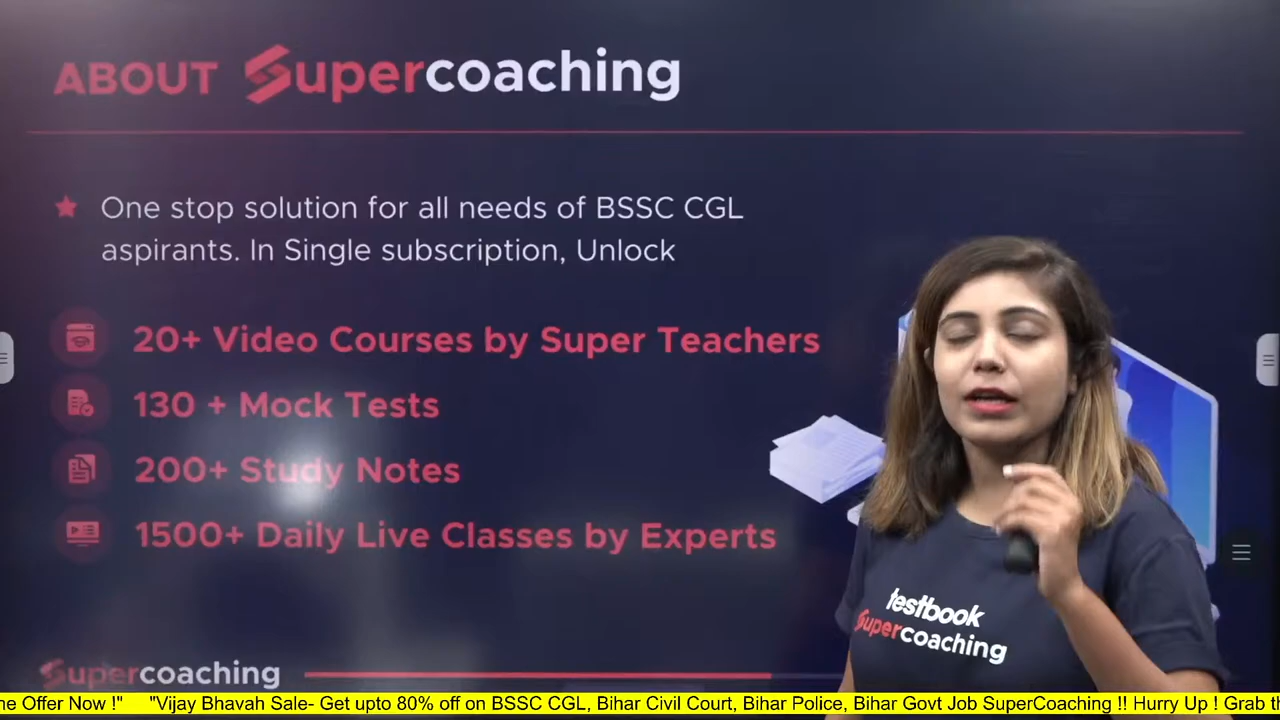 ABOUT Supercoaching
One stop solution for all needs of BSSC CGL
aspirants. In Single subscription, Unlock
20+ Video Courses by Super Teachers
130 + Mock Tests
200+ Study Notes
1500+ Daily Live Classes by Experts
testbook
Supercoaching
Supercoaching
ne Offer Now !" "Vijay Bhavah Sale- Get upto 80% off on BSSC CGL, Bihar Civil Court, Bihar Police, Bihar Govt Job SuperCoaching !! Hurry Up ! Grab t